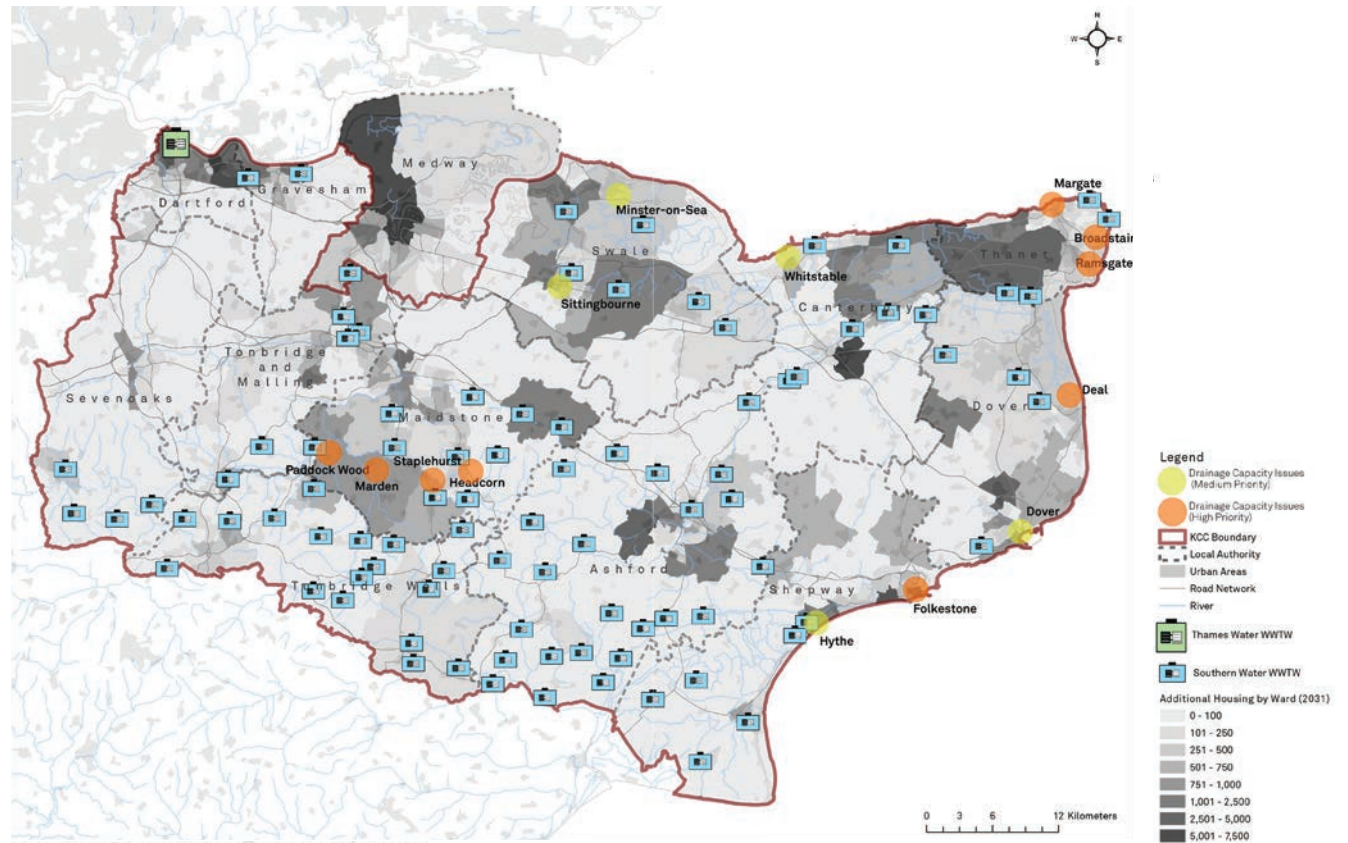 N
W E
S
Medway
Gravesham
Dartford
Margate
Minster-on-Sea
Broadstair
Swale
Thanet
Ramsgate
Whitstable
Sittingbourne
Canterbury
Tonbridge
and
Malling
Sevenoaks
Deal
Maidstone
Dover
Paddock Wood
Staplehurst
Headcorn
Marden
Dover
Ashford
Tunbridge Wells
Shepway
Folkestone
Hythe
Legend
Drainage Capacity Issues
(Medium Priority)
Drainage Capacity Issues
(High Priority)
KCC Boundary
Local Authority
Urban Areas
Road Network
River
Thames Water WWTW
Southern Water WWTW
Additional Housing by Ward (2031)
0 - 100
101 - 250
251 - 500
501 - 750
751 - 1,000
1,001 - 2,500
2,501 - 5,000
5,001 - 7,500
0 3 6 12 Kilometers